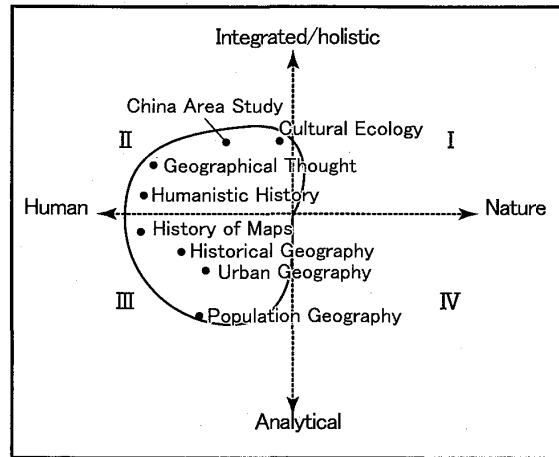 Integrated/holistic
China Area Study
II
Cultural Ecology
I
Geographical Thought
Humanistic History
Human
Nature
History of Maps
Historical Geography
Urban Geography
III
IV
Population Geography
Analytical